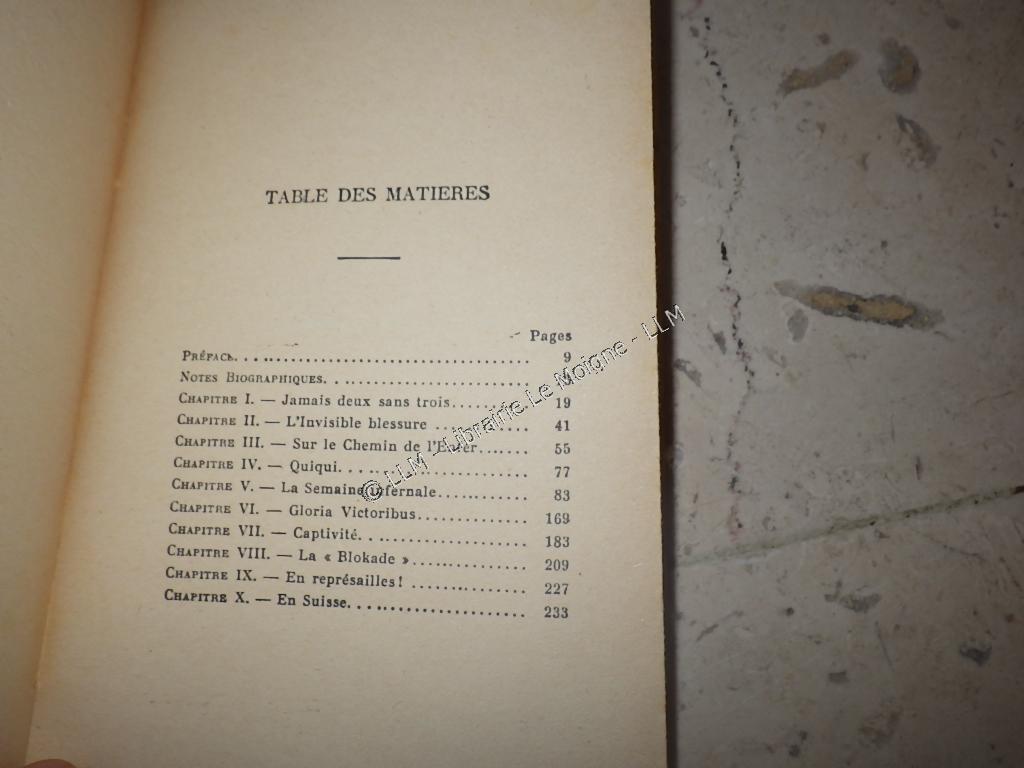 TABLE DES MATIERES
Pages
PRÉFACE. . . . . . . . . . . . . . . . . . . . . . . . . . . . . 9
NOTES BIOGRAPHIQUES. . . . . . . . . . . . . . . . . .
CHAPITRE I. — Jamais deux sans trois. . . . . . . . 19
CHAPITRE II. — L'Invisible blessure . . . . . . . . . . 41
CHAPITRE III. — Sur le Chemin de l'Enfer. . . . . 55
CHAPITRE IV. — Quiqui. . . . . . . . . . . . . . . . . . 77
CHAPITRE V. — La Semaine infernale. . . . . . . . . 83
CHAPITRE VI. — Gloria Victoribus. . . . . . . . . . . 169
CHAPITRE VII. — Captivité. . . . . . . . . . . . . . . . 183
CHAPITRE VIII. — La « Blokade ». . . . . . . . . . . . 209
CHAPITRE IX. — En représailles! . . . . . . . . . . . . 227
CHAPITRE X. — En Suisse. . . . . . . . . . . . . . . . . 233
© LLM - Librairie Le Moigne - LLM